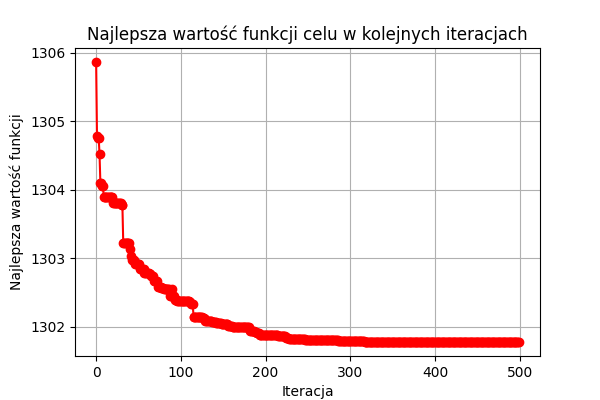 Najlepsza wartość funkcji celu w kolejnych iteracjach
1306
1305
1304
1303
1302
Najlepsza wartość funkcji
0 100 200 300 400 500
Iteracja